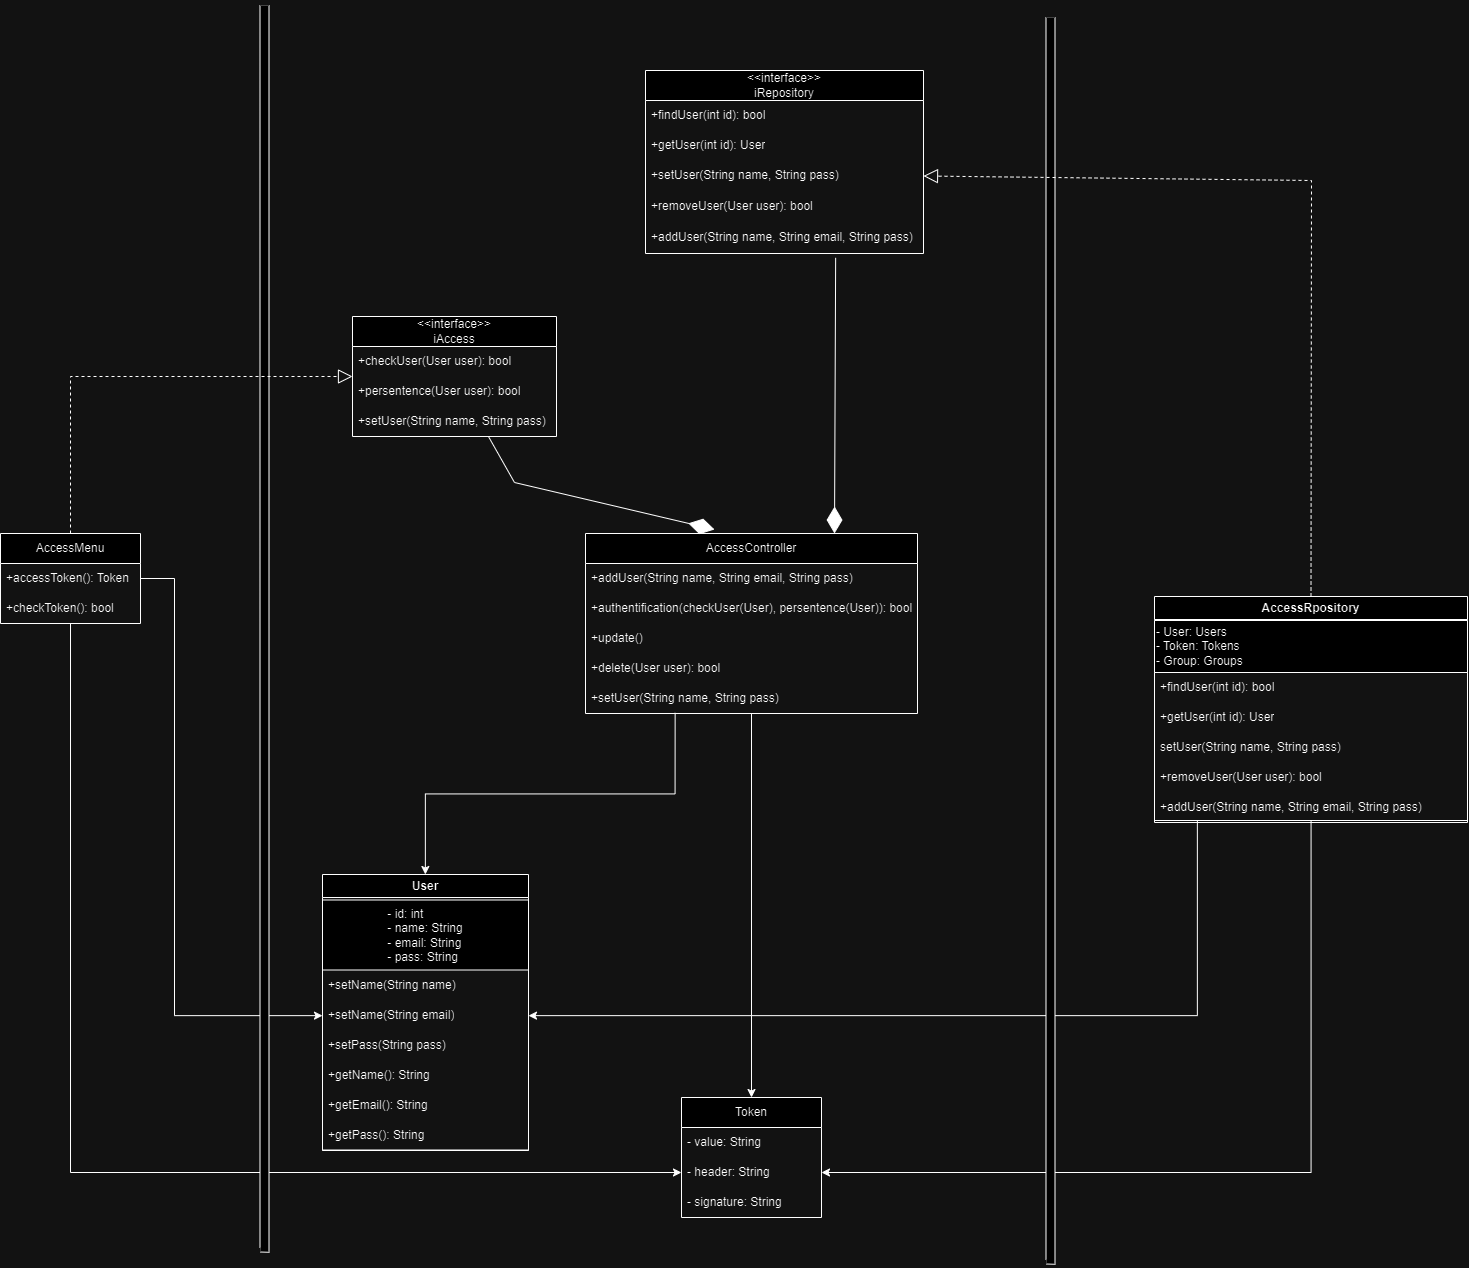 <<interface>>
iRepository
+findUser(int id): bool
+getUser(int id): User
+setUser(String name, String pass)
+removeUser(User user): bool
+addUser(String name, String email, String pass)
<<interface>>
iAccess
+checkUser(User user): bool
+persentence(User user): bool
+setUser(String name, String pass)
AccessMenu
+accessToken(): Token
+checkToken(): bool
AccessController
+addUser(String name, String email, String pass)
+authentification(checkUser(User), persentence(User)): bool
+update()
+delete(User user): bool
+setUser(String name, String pass)
AccessRpository
- User: Users
- Token: Tokens
- Group: Groups
+findUser(int id): bool
+getUser(int id): User
setUser(String name, String pass)
+removeUser(User user): bool
+addUser(String name, String email, String pass)
User
- id: int
- name: String
- email: String
- pass: String
+setName(String name)
+setName(String email)
+setPass(String pass)
+getName(): String
+getEmail(): String
+getPass(): String
Token
- value: String
- header: String
- signature: String